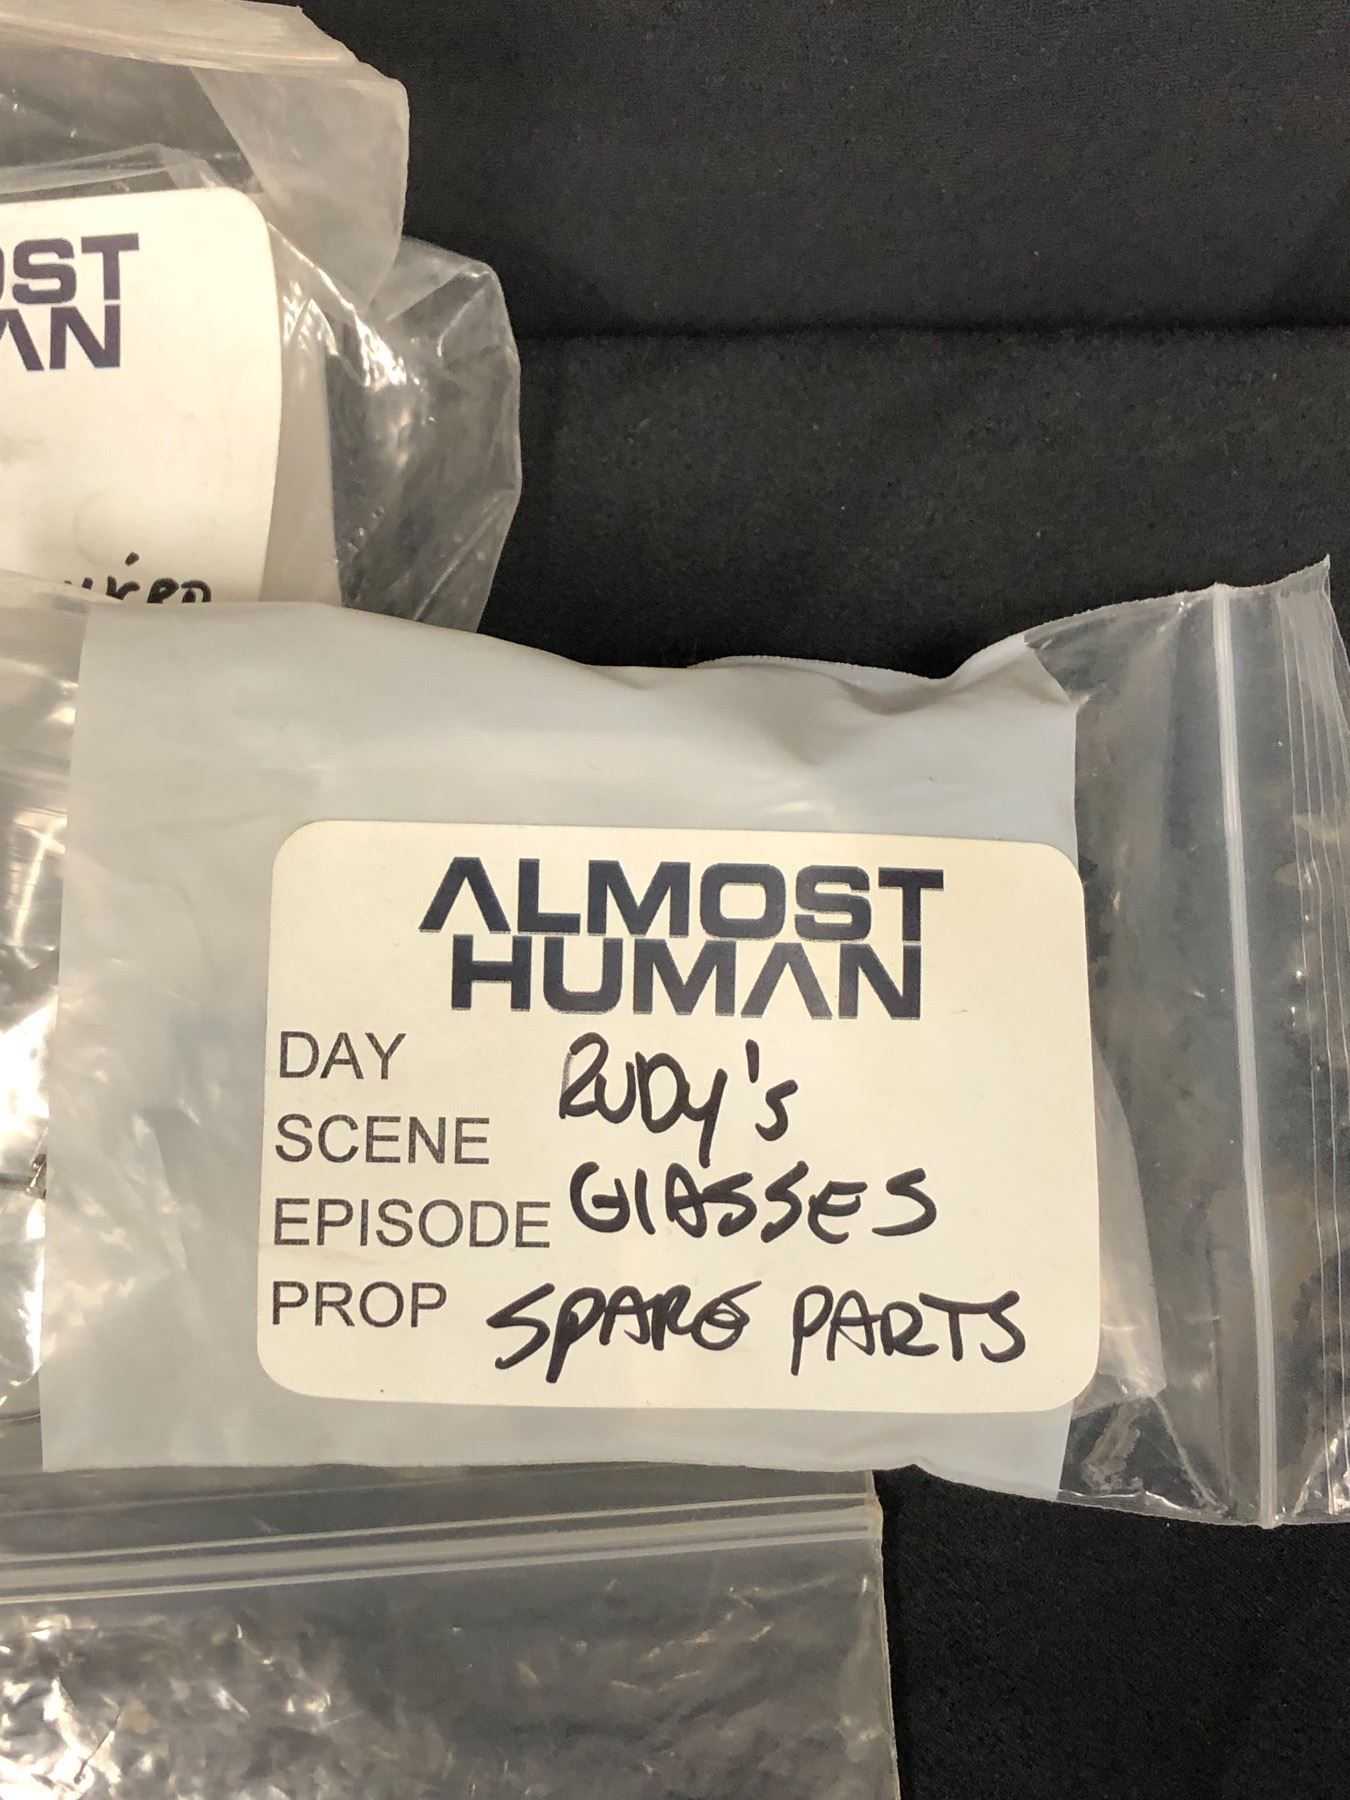 OST
AN
ALMOST
HUMAN
DAY
SCENE
EPISODE
PROP
RUDY'S
GLASSES
SPARE PARTS